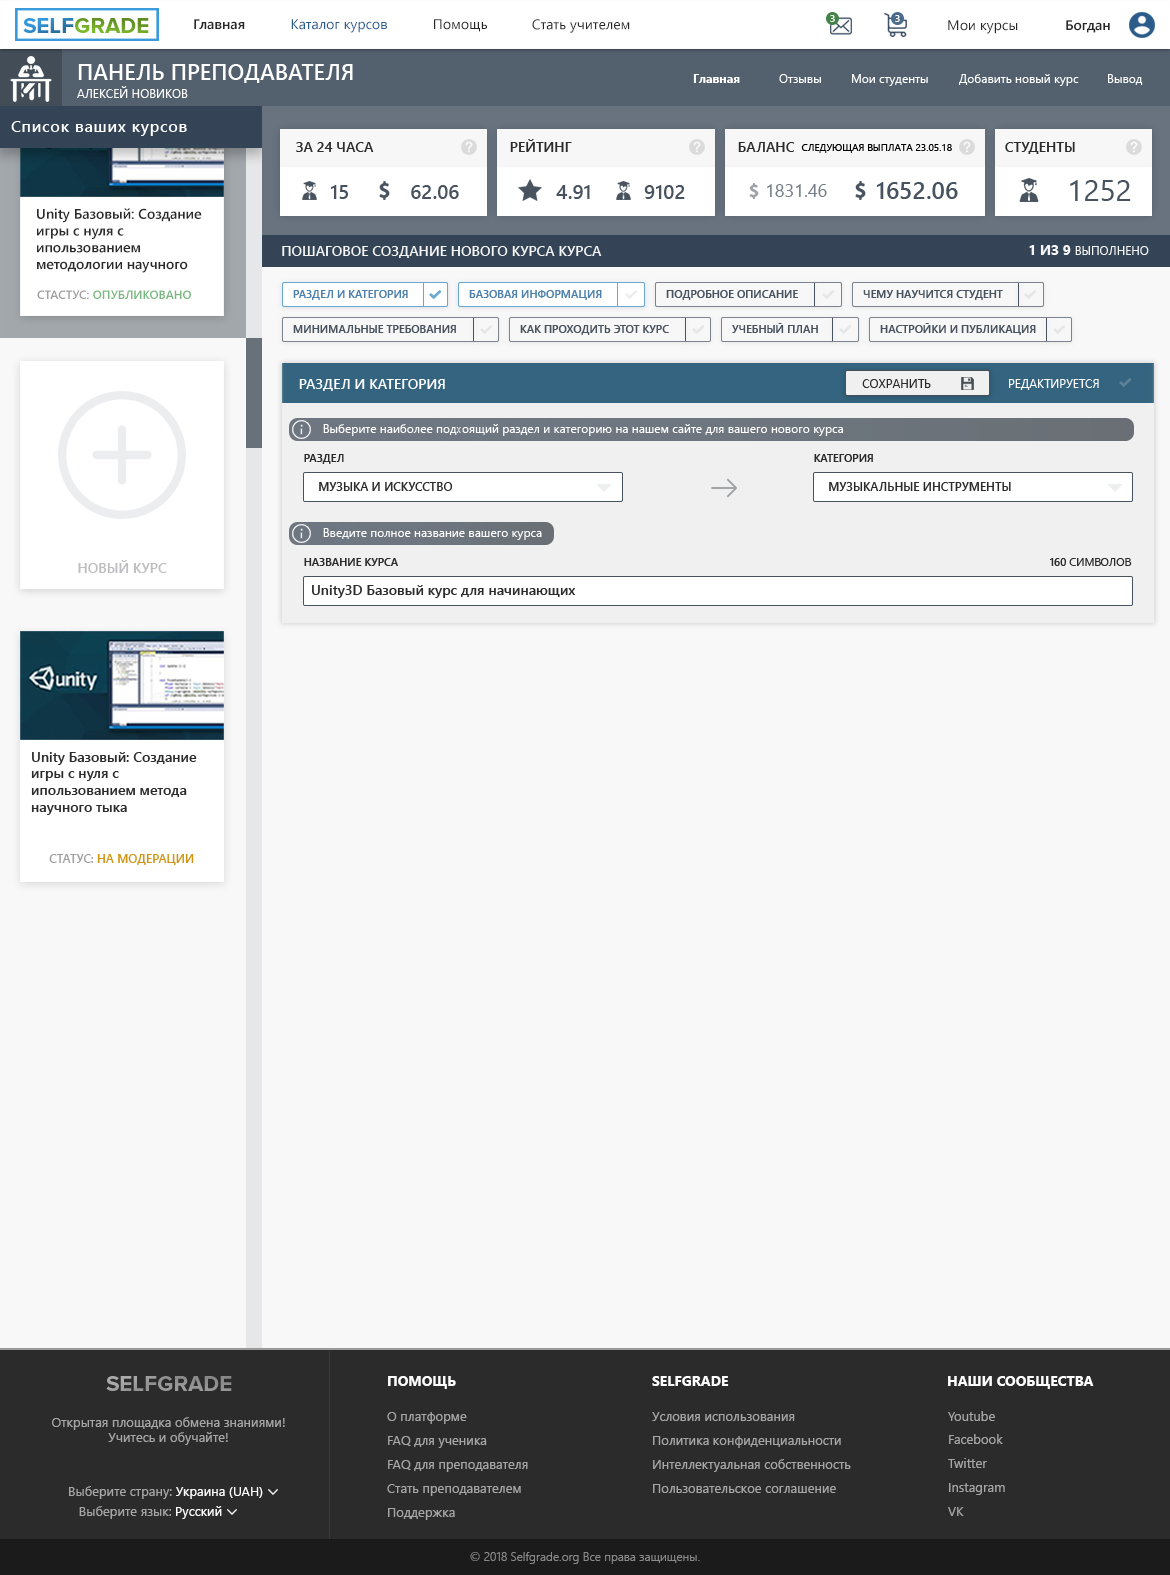 SELFGRADE
Главная
Каталог курсов
Помощь
Стать учителем
3
3
Мои курсы
Богдан
ПАНЕЛЬ ПРЕПОДАВАТЕЛЯ
АЛЕКСЕЙ НОВИКОВ
Главная
Отзывы
Мои студенты
Добавить новый курс
Вывод
Список ваших курсов
Unity Базовый: Создание
игры с нуля с
ипользованием
методологии научного
СТАСТУС: ОПУБЛИКОВАНО
НОВЫЙ КУРС
unity
Unity Базовый: Создание
игры с нуля с
ипользованием метода
научного тыка
СТАТУС: НА МОДЕРАЦИИ
ЗА 24 ЧАСА ?
15 $ 62.06
РЕЙТИНГ ?
4.91 9102
БАЛАНС СЛЕДУЮЩАЯ ВЫПЛАТА 23.05.18 ?
$ 1831.46 $ 1652.06
СТУДЕНТЫ ?
1252
ПОШАГОВОЕ СОЗДАНИЕ НОВОГО КУРСА КУРСА
1 ИЗ 9 ВЫПОЛНЕНО
РАЗДЕЛ И КАТЕГОРИЯ
БАЗОВАЯ ИНФОРМАЦИЯ
ПОДРОБНОЕ ОПИСАНИЕ
ЧЕМУ НАУЧИТСЯ СТУДЕНТ
МИНИМАЛЬНЫЕ ТРЕБОВАНИЯ
КАК ПРОХОДИТЬ ЭТОТ КУРС
УЧЕБНЫЙ ПЛАН
НАСТРОЙКИ И ПУБЛИКАЦИЯ
РАЗДЕЛ И КАТЕГОРИЯ
СОХРАНИТЬ
РЕДАКТИРУЕТСЯ
Выберите наиболее подхоящий раздел и категорию на нашем сайте для вашего нового курса
РАЗДЕЛ
КАТЕГОРИЯ
МУЗЫКА И ИСКУССТВО
МУЗЫКАЛЬНЫЕ ИНСТРУМЕНТЫ
Введите полное название вашего курса
НАЗВАНИЕ КУРСА
160 СИМВОЛОВ
Unity3D Базовый курс для начинающих
SELFGRADE
Открытая площадка обмена знаниями!
Учитесь и обучайте!
Выберите страну: Украина (UAH)
Выберите язык: Русский
ПОМОЩЬ
О платформе
FAQ для ученика
FAQ для преподавателя
Стать преподавателем
Поддержка
SELFGRADE
Условия использования
Политика конфиденциальности
Интеллектуальная собственность
Пользовательское соглашение
НАШИ СООБЩЕСТВА
Youtube
Facebook
Twitter
Instagram
VK
© 2018 Selfgrade.org Все права защищены.